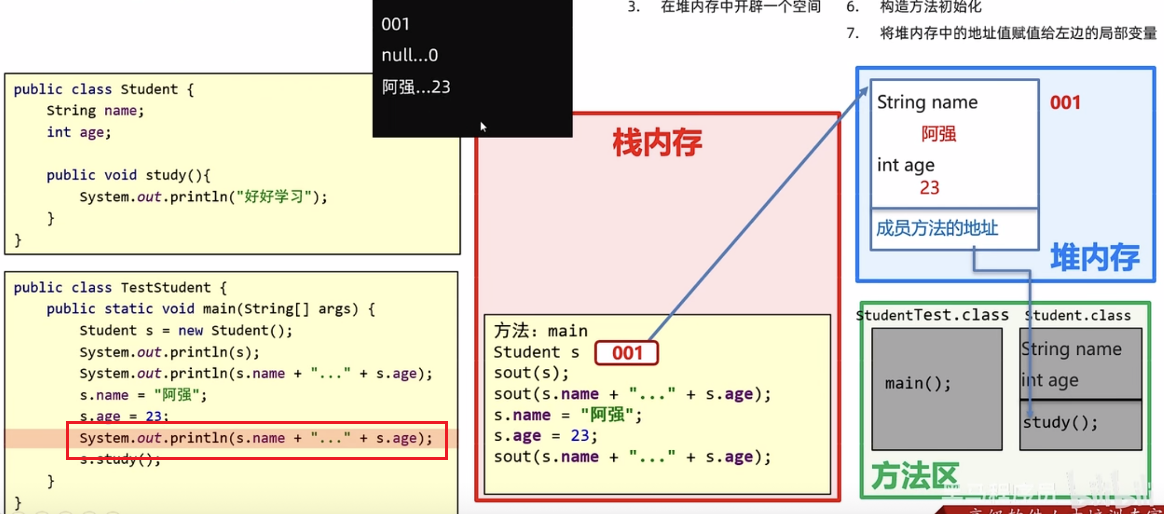 3. 在堆内存中开辟一个空间
6. 构造方法初始化
7. 将堆内存中的地址值赋值给左边的局部变量
001
null...0
阿强...23
public class Student {
String name;
int age;
public void study(){
System.out.println("好好学习");
}
}
public class TestStudent {
public static void main(String[] args) {
Student s = new Student();
System.out.println(s);
System.out.println(s.name + "..." + s.age);
s.name = "阿强";
s.age = 23;
System.out.println(s.name + "..." + s.age);
s.study();
}
}
栈内存
方法：main
Student s 001
sout(s);
sout(s.name + "..." + s.age);
s.name = "阿强";
s.age = 23;
sout(s.name + "..." + s.age);
String name
阿强
int age
23
成员方法的地址
001
堆内存
StudentTest.class
main();
Student.class
String name
int age
study();
方法区